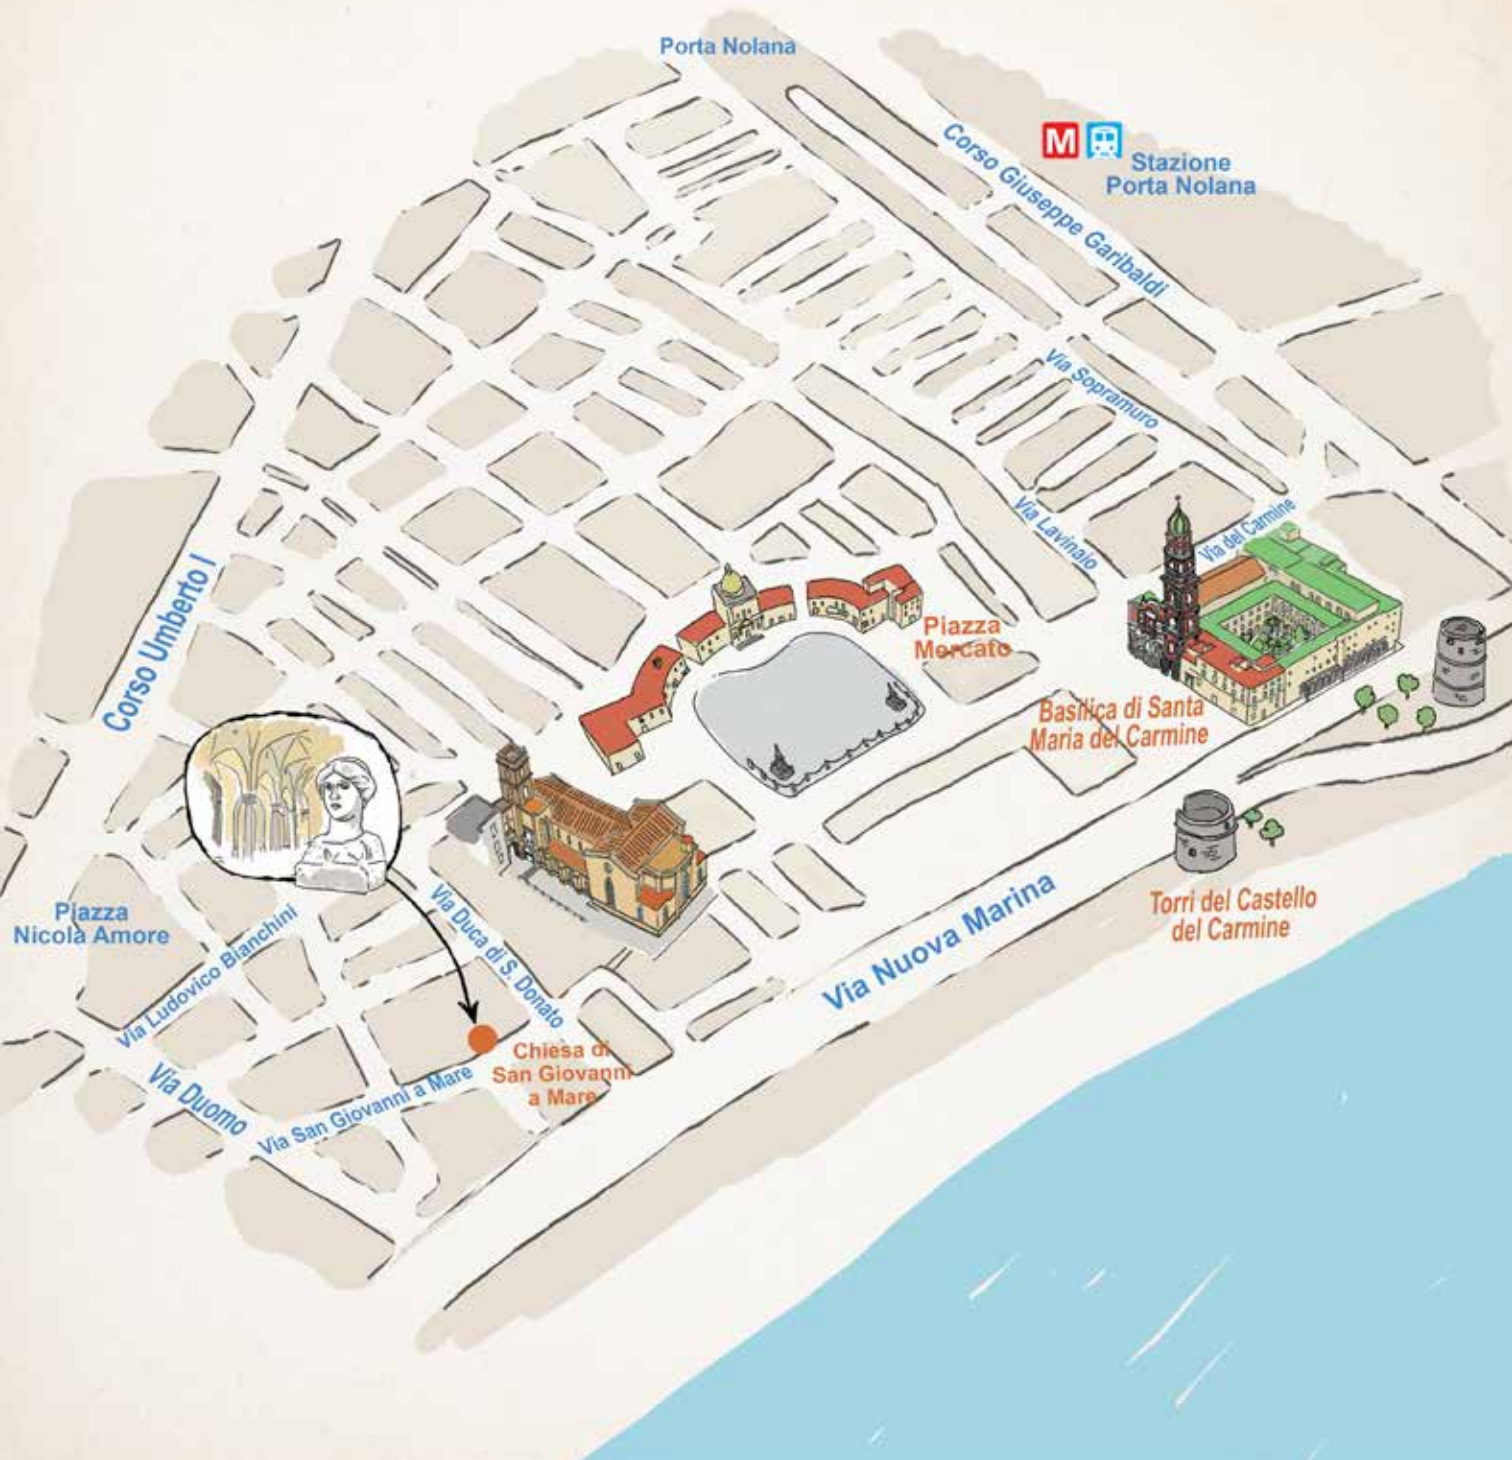 Porta Nolana
M
Stazione
Porta Nolana
Corso Giuseppe Garibaldi
Via Sopramuro
Via Lavinaio
Via del Carmine
Corso Umberto I
Piazza
Mercato
Basilica di Santa
Maria del Carmine
Torri del Castello
del Carmine
Via Nuova Marina
Piazza
Nicola Amore
Via Duca di S. Donato
Via Ludovico Bianchini
Chiesa di
San Giovanni
a Mare
Via Duomo
Via San Giovanni a Mare